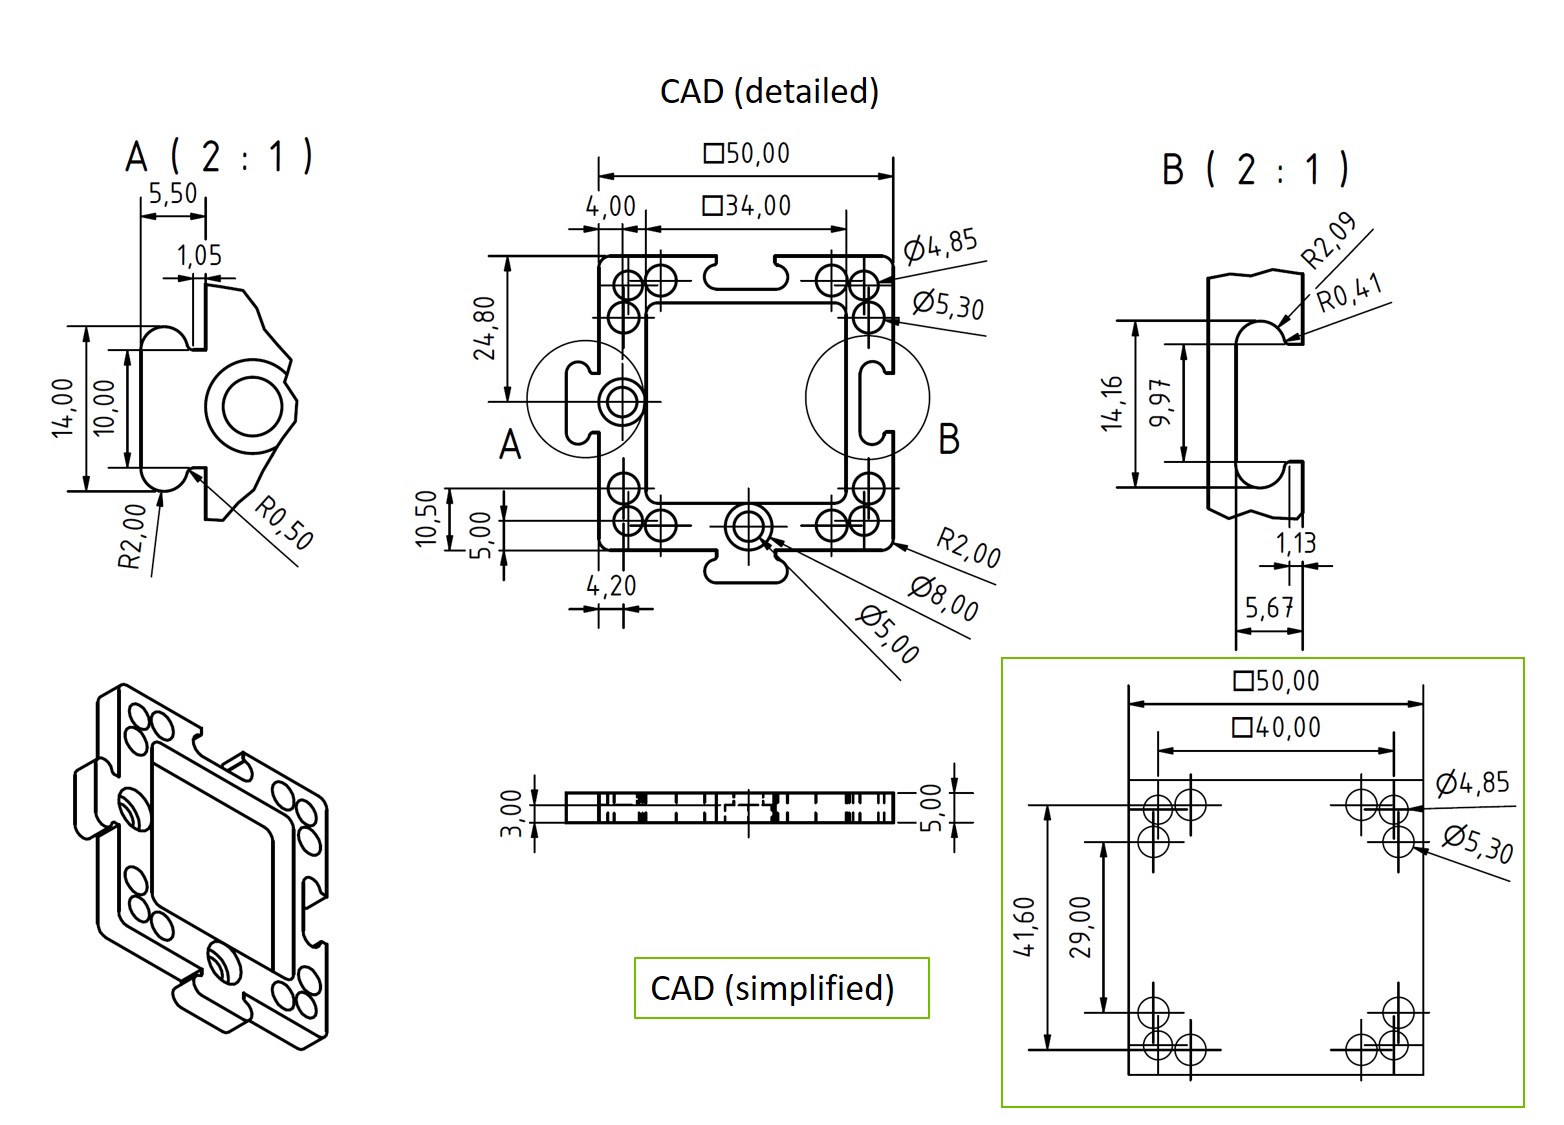 CAD (detailed)
A ( 2 : 1 )
5,50
1,05
14,00
10,00
R2,00
R0,50
□50,00
4,00
□34,00
Ø4,85
Ø5,30
24,80
A
B
10,50
5,00
4,20
R2,00
Ø8,00
Ø5,00
B ( 2 : 1 )
R2,09
R0,41
14,16
9,97
1,13
5,67
3,00
5,00
CAD (simplified)
□50,00
□40,00
Ø4,85
Ø5,30
41,60
29,00